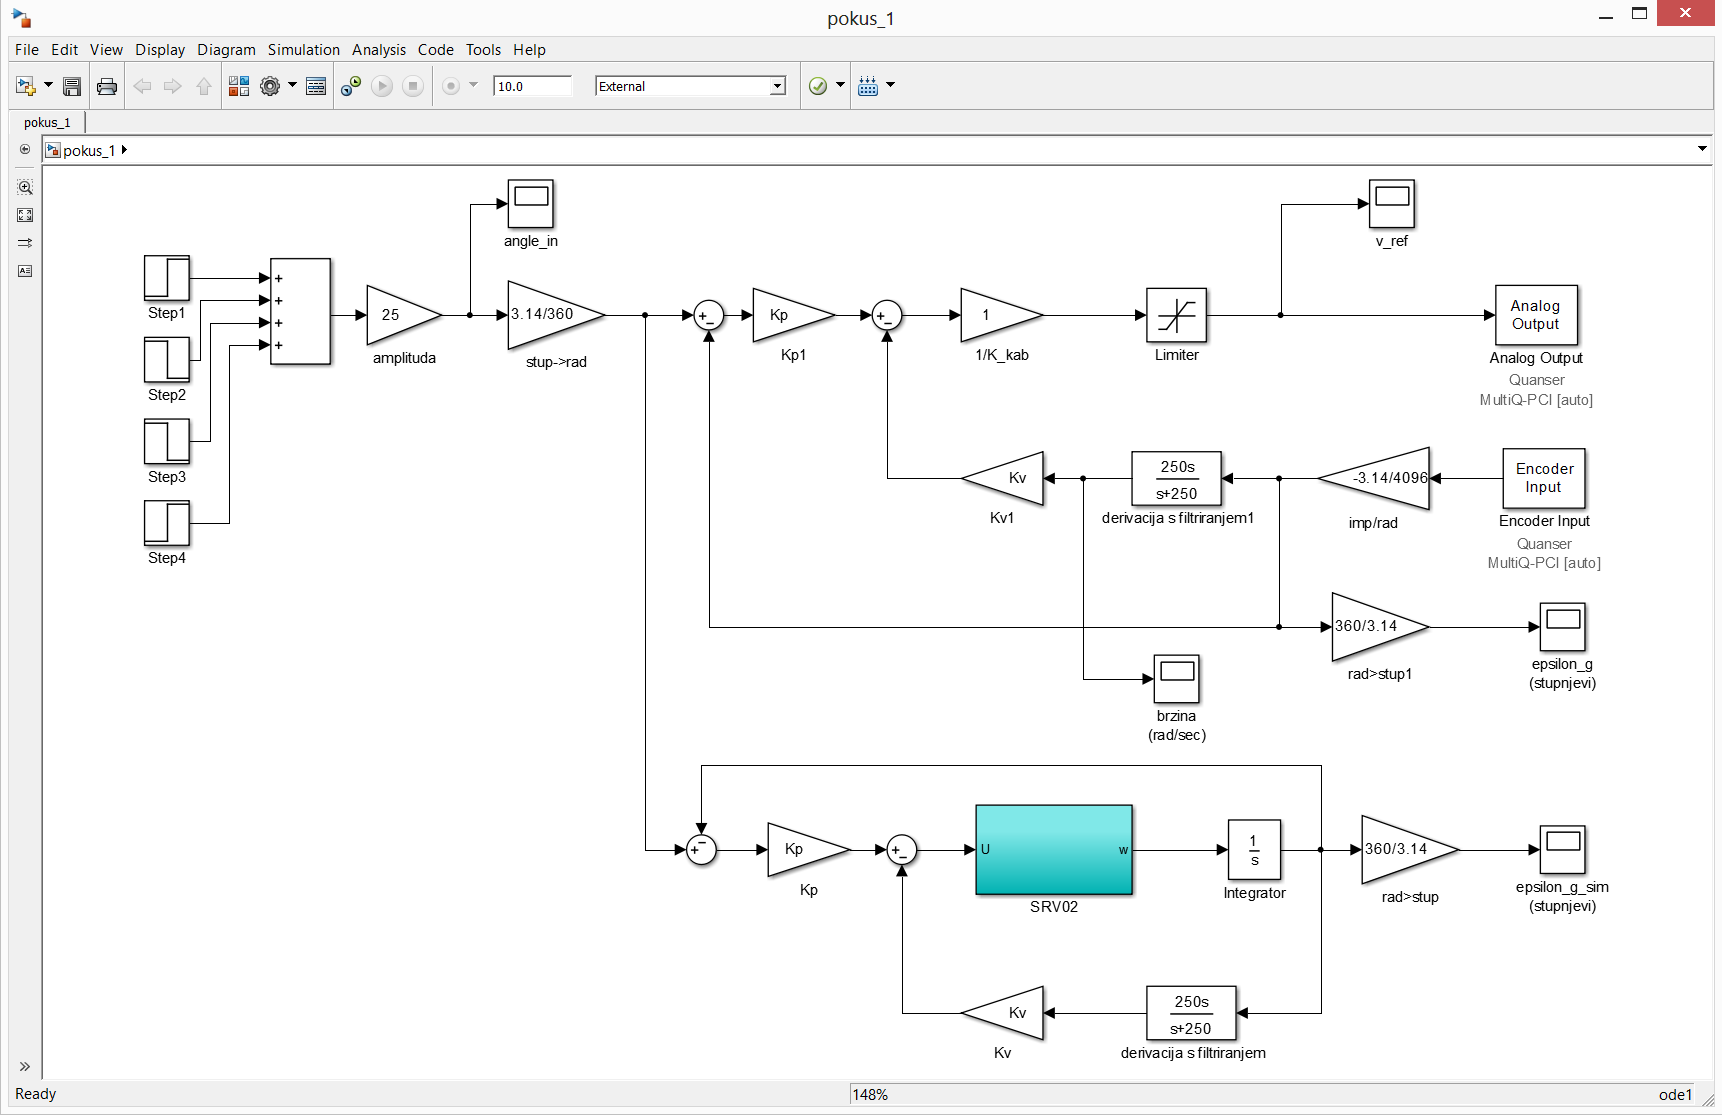 pokus_1
File Edit View Display Diagram Simulation Analysis Code Tools Help
10.0
External
pokus_1
pokus_1
angle_in
v_ref
Step1
Step2
Step3
Step4
+
+
+
+
25
amplituda
3.14/360
stup->rad
+
−
Kp
Kp1
+
−
1
1/K_kab
Limiter
Analog
Output
Analog Output
Quanser
MultiQ-PCI [auto]
Kv
Kv1
250s
s+250
derivacija s filtriranjem1
-3.14/4096
imp/rad
Encoder
Input
Encoder Input
Quanser
MultiQ-PCI [auto]
360/3.14
rad>stup1
epsilon_g
(stupnjevi)
brzina
(rad/sec)
+
−
Kp
Kp
+
−
U
w
SRV02
1
s
Integrator
360/3.14
rad>stup
epsilon_g_sim
(stupnjevi)
Kv
Kv
250s
s+250
derivacija s filtriranjem
Ready
148%
ode1